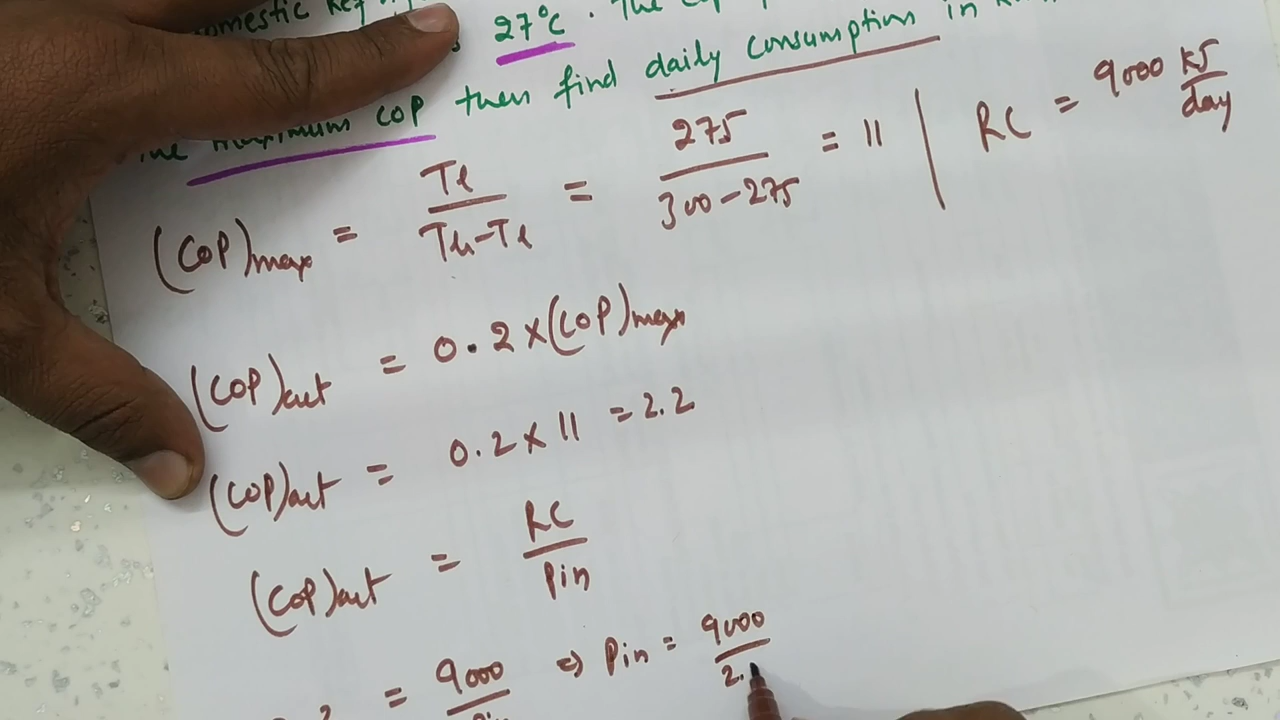 27°C. The
maximum COP then find daily consumption in
(COP)max = Tl / Th-Tl = 275 / 300-275 = 11 | RC = 9000 kJ / day
(COP)act = 0.2 x (COP)max
(COP)act = 0.2 x 11 = 2.2
(COP)act = RC / Pin
= 9000 / Pin => Pin = 9000 / 2.